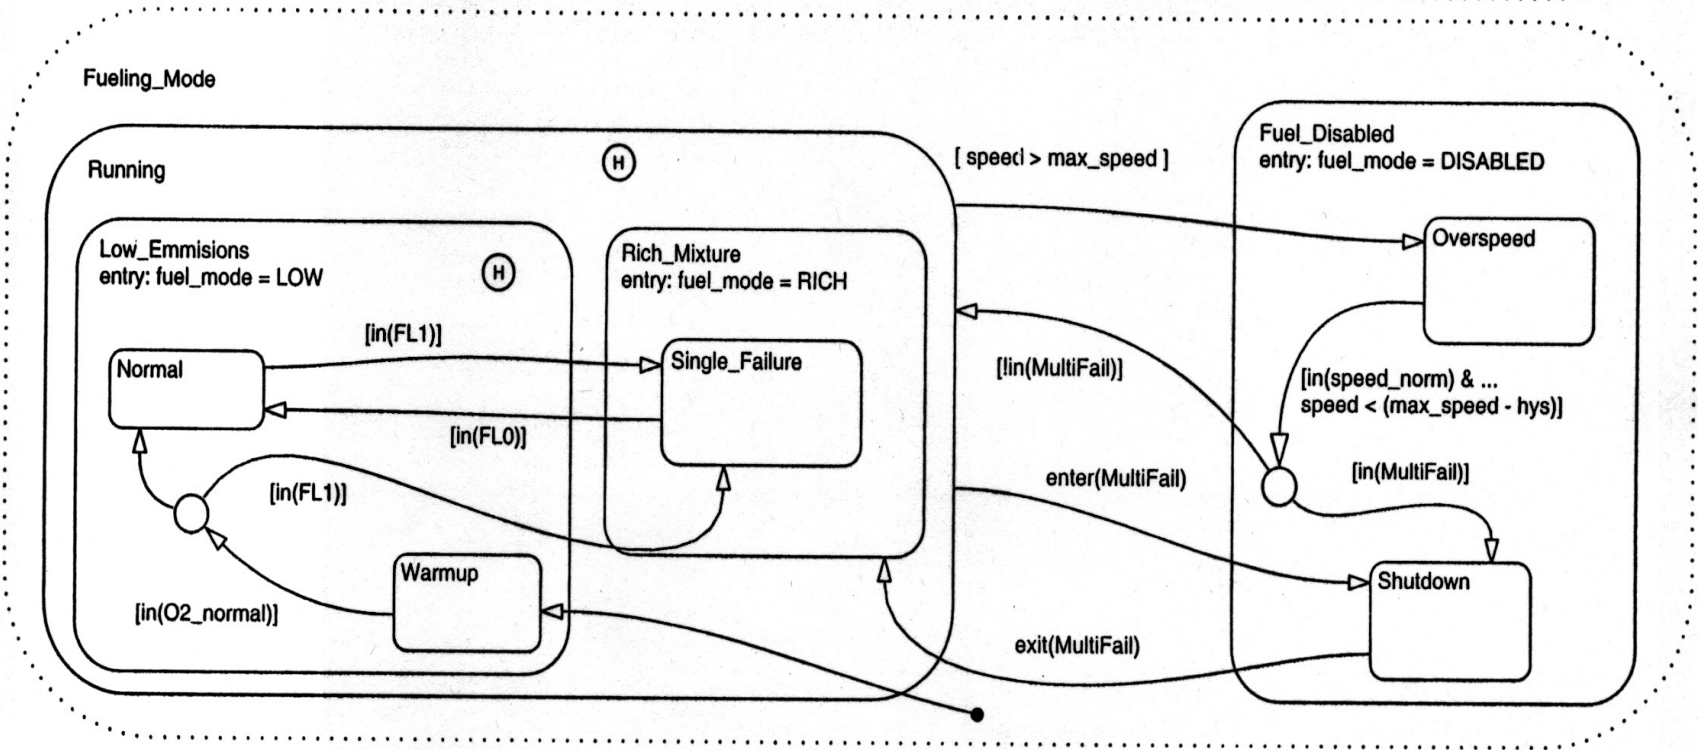 Fueling_Mode
Running
H
[ speed > max_speed ]
Fuel_Disabled
entry: fuel_mode = DISABLED
Low_Emmisions
entry: fuel_mode = LOW
H
Rich_Mixture
entry: fuel_mode = RICH
Overspeed
[in(FL1)]
Normal
Single_Failure
[!in(MultiFail)]
[in(speed_norm) & ...
speed < (max_speed - hys)]
[in(FL0)]
[in(FL1)]
enter(MultiFail)
[in(MultiFail)]
Warmup
Shutdown
[in(O2_normal)]
exit(MultiFail)